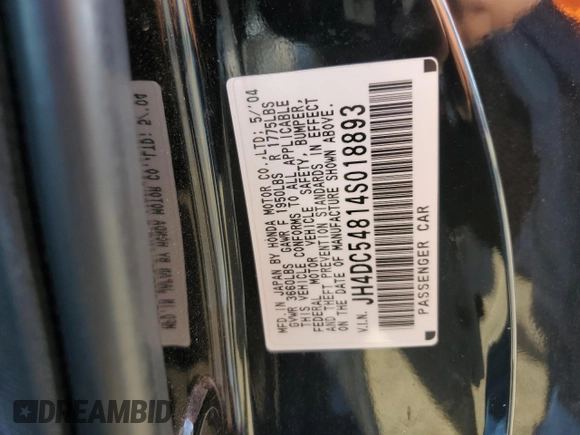 MFD. IN JAPAN BY HONDA MOTOR CO.,LTD; 5/'04
GVWR 3660LBS GAWR F 1950LBS R 1775LBS
THIS VEHICLE CONFORMS TO ALL APPLICABLE
FEDERAL MOTOR VEHICLE SAFETY, BUMPER,
AND THEFT PREVENTION STANDARDS IN EFFECT
ON THE DATE OF MANUFACTURE SHOWN ABOVE.
V.I.N. JH4DC54814S018893
PASSENGER CAR
DREAMBID